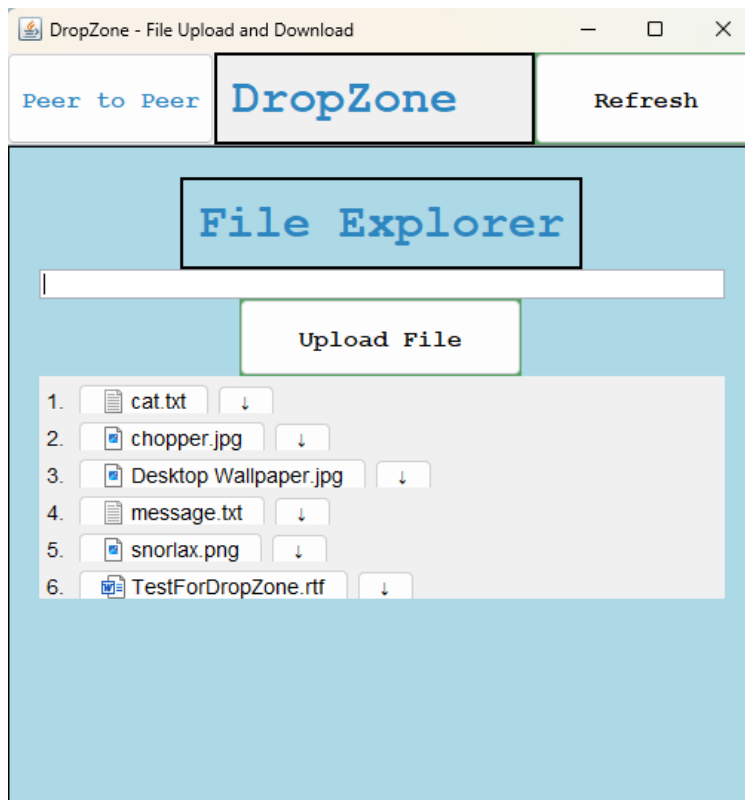 DropZone - File Upload and Download
Peer to Peer DropZone Refresh
File Explorer
Upload File
1. cat.txt ↓
2. chopper.jpg ↓
3. Desktop Wallpaper.jpg ↓
4. message.txt ↓
5. snorlax.png ↓
6. TestForDropZone.rtf ↓